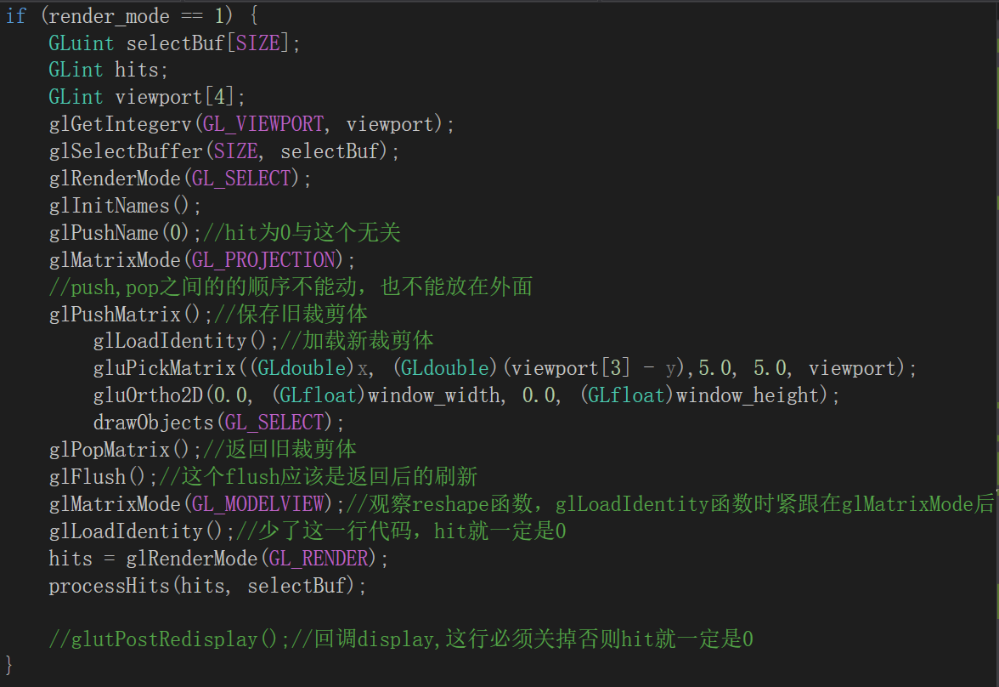 if (render_mode == 1) {
GLuint selectBuf[SIZE];
GLint hits;
GLint viewport[4];
glGetIntegerv(GL_VIEWPORT, viewport);
glSelectBuffer(SIZE, selectBuf);
glRenderMode(GL_SELECT);
glInitNames();
glPushName(0);//hit为0与这个无关
glMatrixMode(GL_PROJECTION);
//push,pop之间的的顺序不能动，也不能放在外面
glPushMatrix();//保存旧裁剪体
glLoadIdentity();//加载新裁剪体
gluPickMatrix((GLdouble)x, (GLdouble)(viewport[3] - y),5.0, 5.0, viewport);
gluOrtho2D(0.0, (GLfloat)window_width, 0.0, (GLfloat)window_height);
drawObjects(GL_SELECT);
glPopMatrix();//返回旧裁剪体
glFlush();//这个flush应该是返回后的刷新
glMatrixMode(GL_MODELVIEW);//观察reshape函数，glLoadIdentity函数时紧跟在glMatrixMode后
glLoadIdentity();//少了这一行代码，hit就一定是0
hits = glRenderMode(GL_RENDER);
processHits(hits, selectBuf);
//glutPostRedisplay();//回调display,这行必须关掉否则hit就一定是0
}